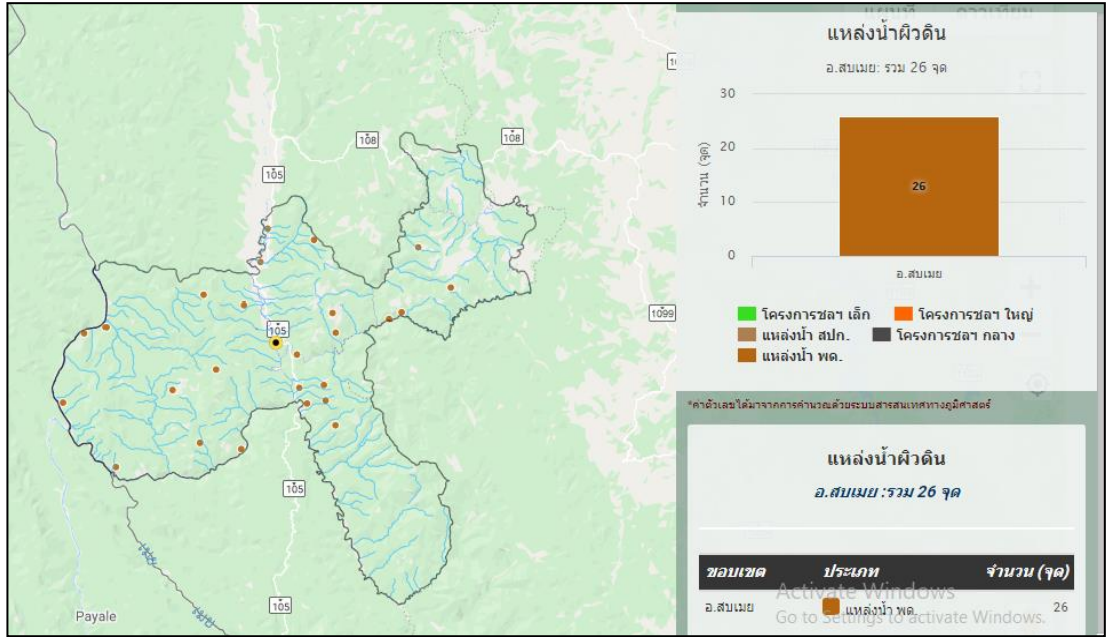 แผนที่ ดาวเทียม
แหล่งน้ำผิวดิน
อ.สบเมย: รวม 26 จุด
30
20
10
0
จำนวน (จุด)
26
อ.สบเมย
โครงการชลฯ เล็ก
โครงการชลฯ ใหญ่
แหล่งน้ำ สปก.
โครงการชลฯ กลาง
แหล่งน้ำ พด.
*ค่าตัวเลขได้มาจากการคำนวณด้วยระบบสารสนเทศทางภูมิศาสตร์
แหล่งน้ำผิวดิน
อ.สบเมย :รวม 26 จุด
ขอบเขต ประเภท จำนวน (จุด)
อ.สบเมย แหล่งน้ำ พด. 26
Activate Windows
Go to Settings to activate Windows.
108
108
105
105
1099
105
105
Payale